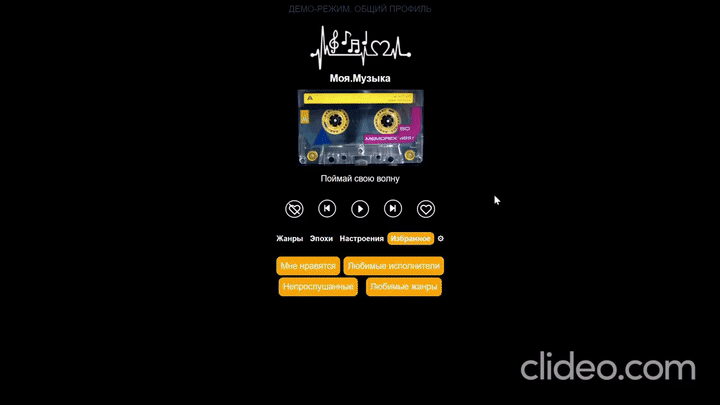 ДЕМО-РЕЖИМ. ОБЩИЙ ПРОФИЛЬ
Моя.Музыка
A
90
MEMOREX
Поймай свою волну
Жанры Эпохи Настроения Избранное
Мне нравятся Любимые исполнители
Непрослушанные Любимые жанры
clideo.com